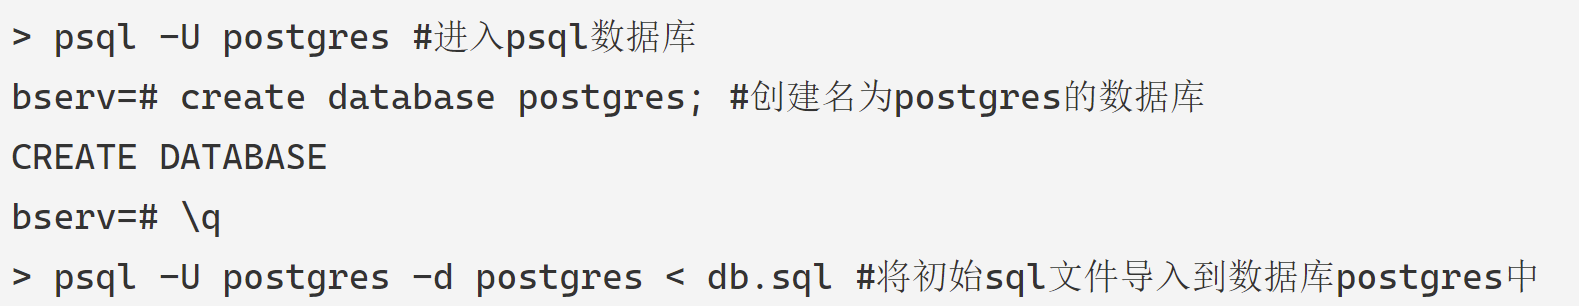 > psql -U postgres #进入psql数据库
bserv=# create database postgres; #创建名为postgres的数据库
CREATE DATABASE
bserv=# \q
> psql -U postgres -d postgres < db.sql #将初始sql文件导入到数据库postgres中